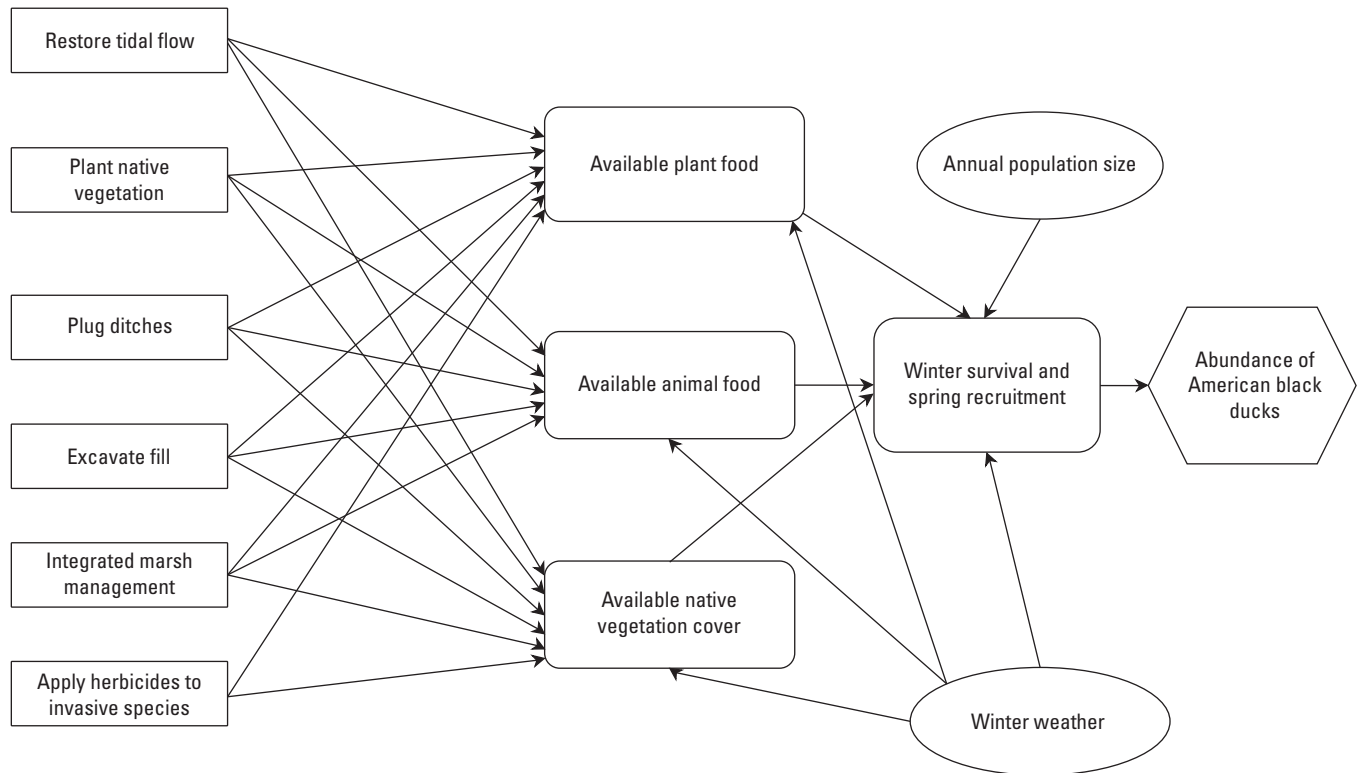 Restore tidal flow
Plant native
vegetation
Plug ditches
Excavate fill
Integrated marsh
management
Apply herbicides to
invasive species
Available plant food
Available animal food
Available native
vegetation cover
Annual population size
Winter survival and
spring recruitment
Winter weather
Abundance of
American black
ducks